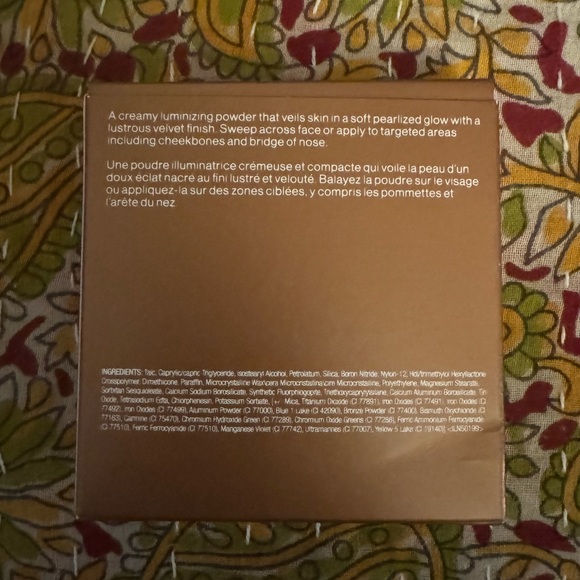 A creamy luminizing powder that veils skin in a soft pearlized glow with a
lustrous velvet finish. Sweep across face or apply to targeted areas
including cheekbones and bridge of nose.
Une poudre illuminatrice crémeuse et compacte qui voile la peau d'un
doux éclat nacré au fini lustré et velouté. Balayez la poudre sur le visage
ou appliquez-la sur des zones ciblées, y compris les pommettes et
l'arête du nez
INGREDIENTS: Talc, Caprylic/capric Triglyceride, Isostearyl Alcohol, Petrolatum, Silica, Boron Nitride, Nylon-12, Hdi/trimethylol Hexyllactone
Crosspolymer, Dimethicone, Paraffin, Microcrystalline Wax\cera Microcristallina\cire Microcristalline, Polyethylene, Magnesium Stearate,
Sorbitan Sesquioleate, Calcium Sodium Borosilicate, Synthetic Fluorphlogopite, Triethoxycaprylylsilane, Calcium Aluminum Borosilicate, Tin
Oxide, Tetrasodium Edta, Chlorphenesin, Potassium Sorbate, [+/- Mica, Titanium Dioxide (CI 77891), Iron Oxides (CI 77491), Iron Oxides (CI
77492), Iron Oxides (CI 77499), Aluminum Powder (CI 77000), Blue 1 Lake (CI 42090), Bronze Powder (CI 77400), Bismuth Oxychloride (CI
77163), Carmine (CI 75470), Chromium Hydroxide Green (CI 77289), Chromium Oxide Greens (CI 77288), Ferric Ammonium Ferrocyanide
(CI 77510), Ferric Ferrocyanide (CI 77510), Manganese Violet (CI 77742), Ultramarines (CI 77007), Yellow 5 Lake (CI 19140)] <ILN50199>